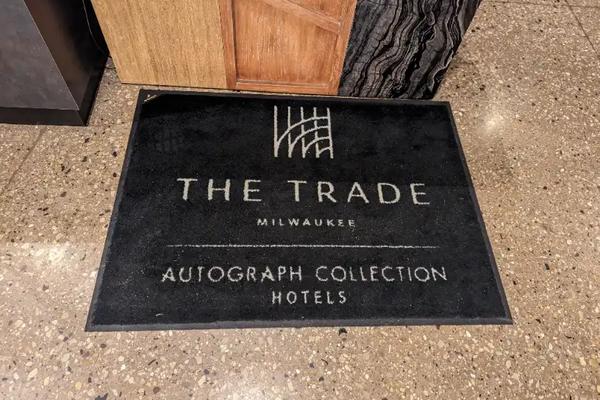 THE TRADE
MILWAUKEE
AUTOGRAPH COLLECTION
HOTELS